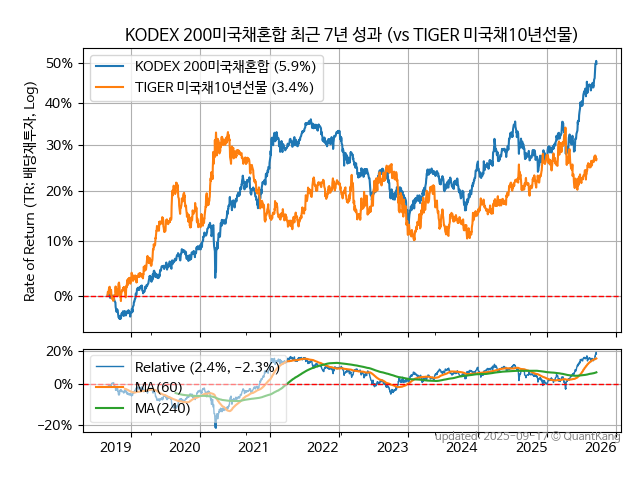 KODEX 200미국채혼합 최근 7년 성과 (vs TIGER 미국채10년선물)
Rate of Return (TR: 배당재투자, Log)
50%
40%
30%
20%
10%
0%
KODEX 200미국채혼합 (5.9%)
TIGER 미국채10년선물 (3.4%)
20%
0%
−20%
Relative (2.4%, −2.3%)
MA(60)
MA(240)
2019 2020 2021 2022 2023 2024 2025 2026
updated: 2025-09-17 © QuantKang